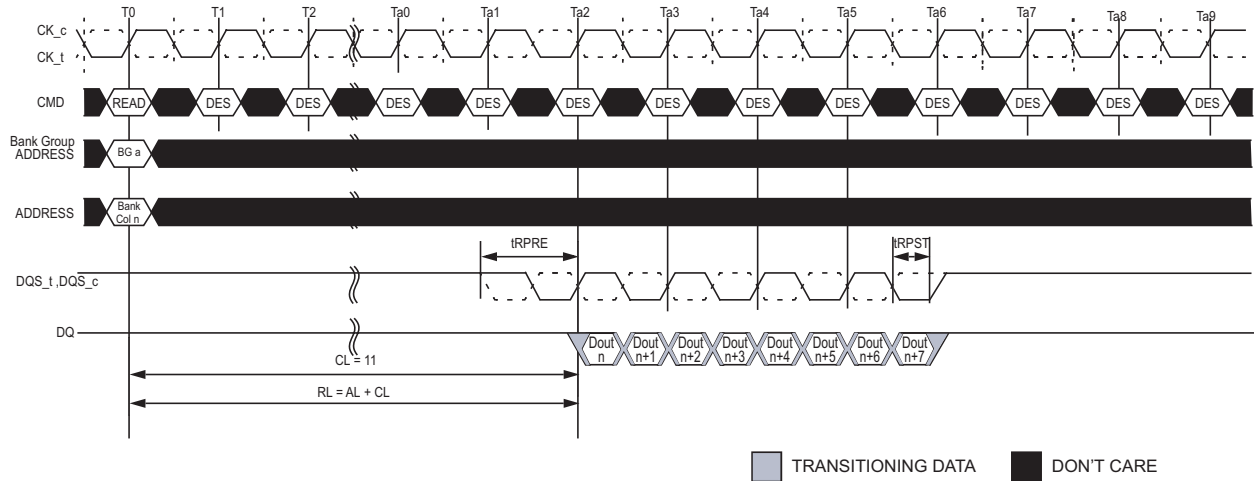 T0 T1 T2 Ta0 Ta1 Ta2 Ta3 Ta4 Ta5 Ta6 Ta7 Ta8 Ta9
CK_c
CK_t
CMD READ DES DES DES DES DES DES DES DES DES DES DES DES
Bank Group
ADDRESS BG a
ADDRESS Bank
Col n
tRPRE tRPST
DQS_t ,DQS_c
DQ Dout Dout Dout Dout Dout Dout Dout Dout
n n+1 n+2 n+3 n+4 n+5 n+6 n+7
CL = 11
RL = AL + CL
TRANSITIONING DATA DON'T CARE